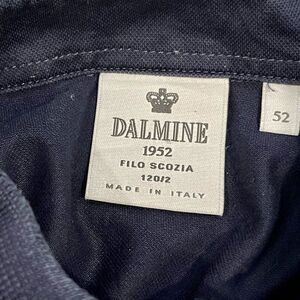 DALMINE
1952
FILO SCOZIA
120/2
MADE IN ITALY
52